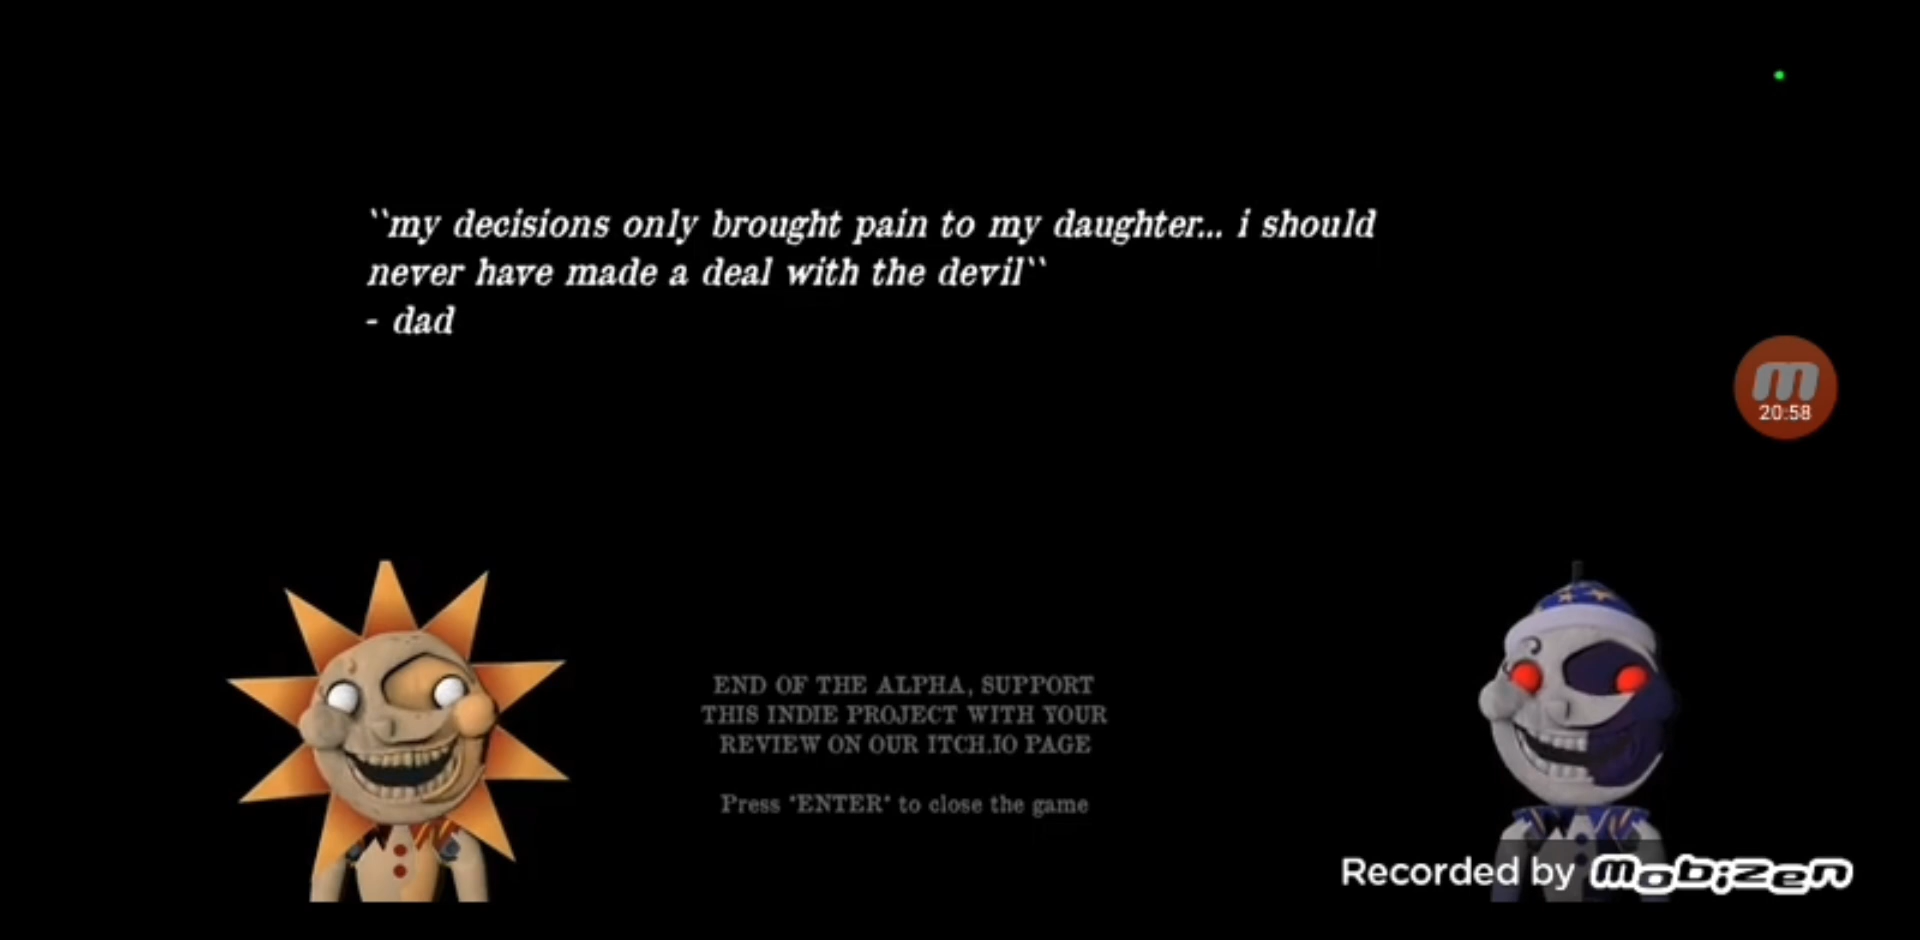 ``my decisions only brought pain to my daughter... i should
never have made a deal with the devil``
- dad
m
20:58
END OF THE ALPHA, SUPPORT
THIS INDIE PROJECT WITH YOUR
REVIEW ON OUR ITCH.IO PAGE
Press "ENTER" to close the game
Recorded by mobizen